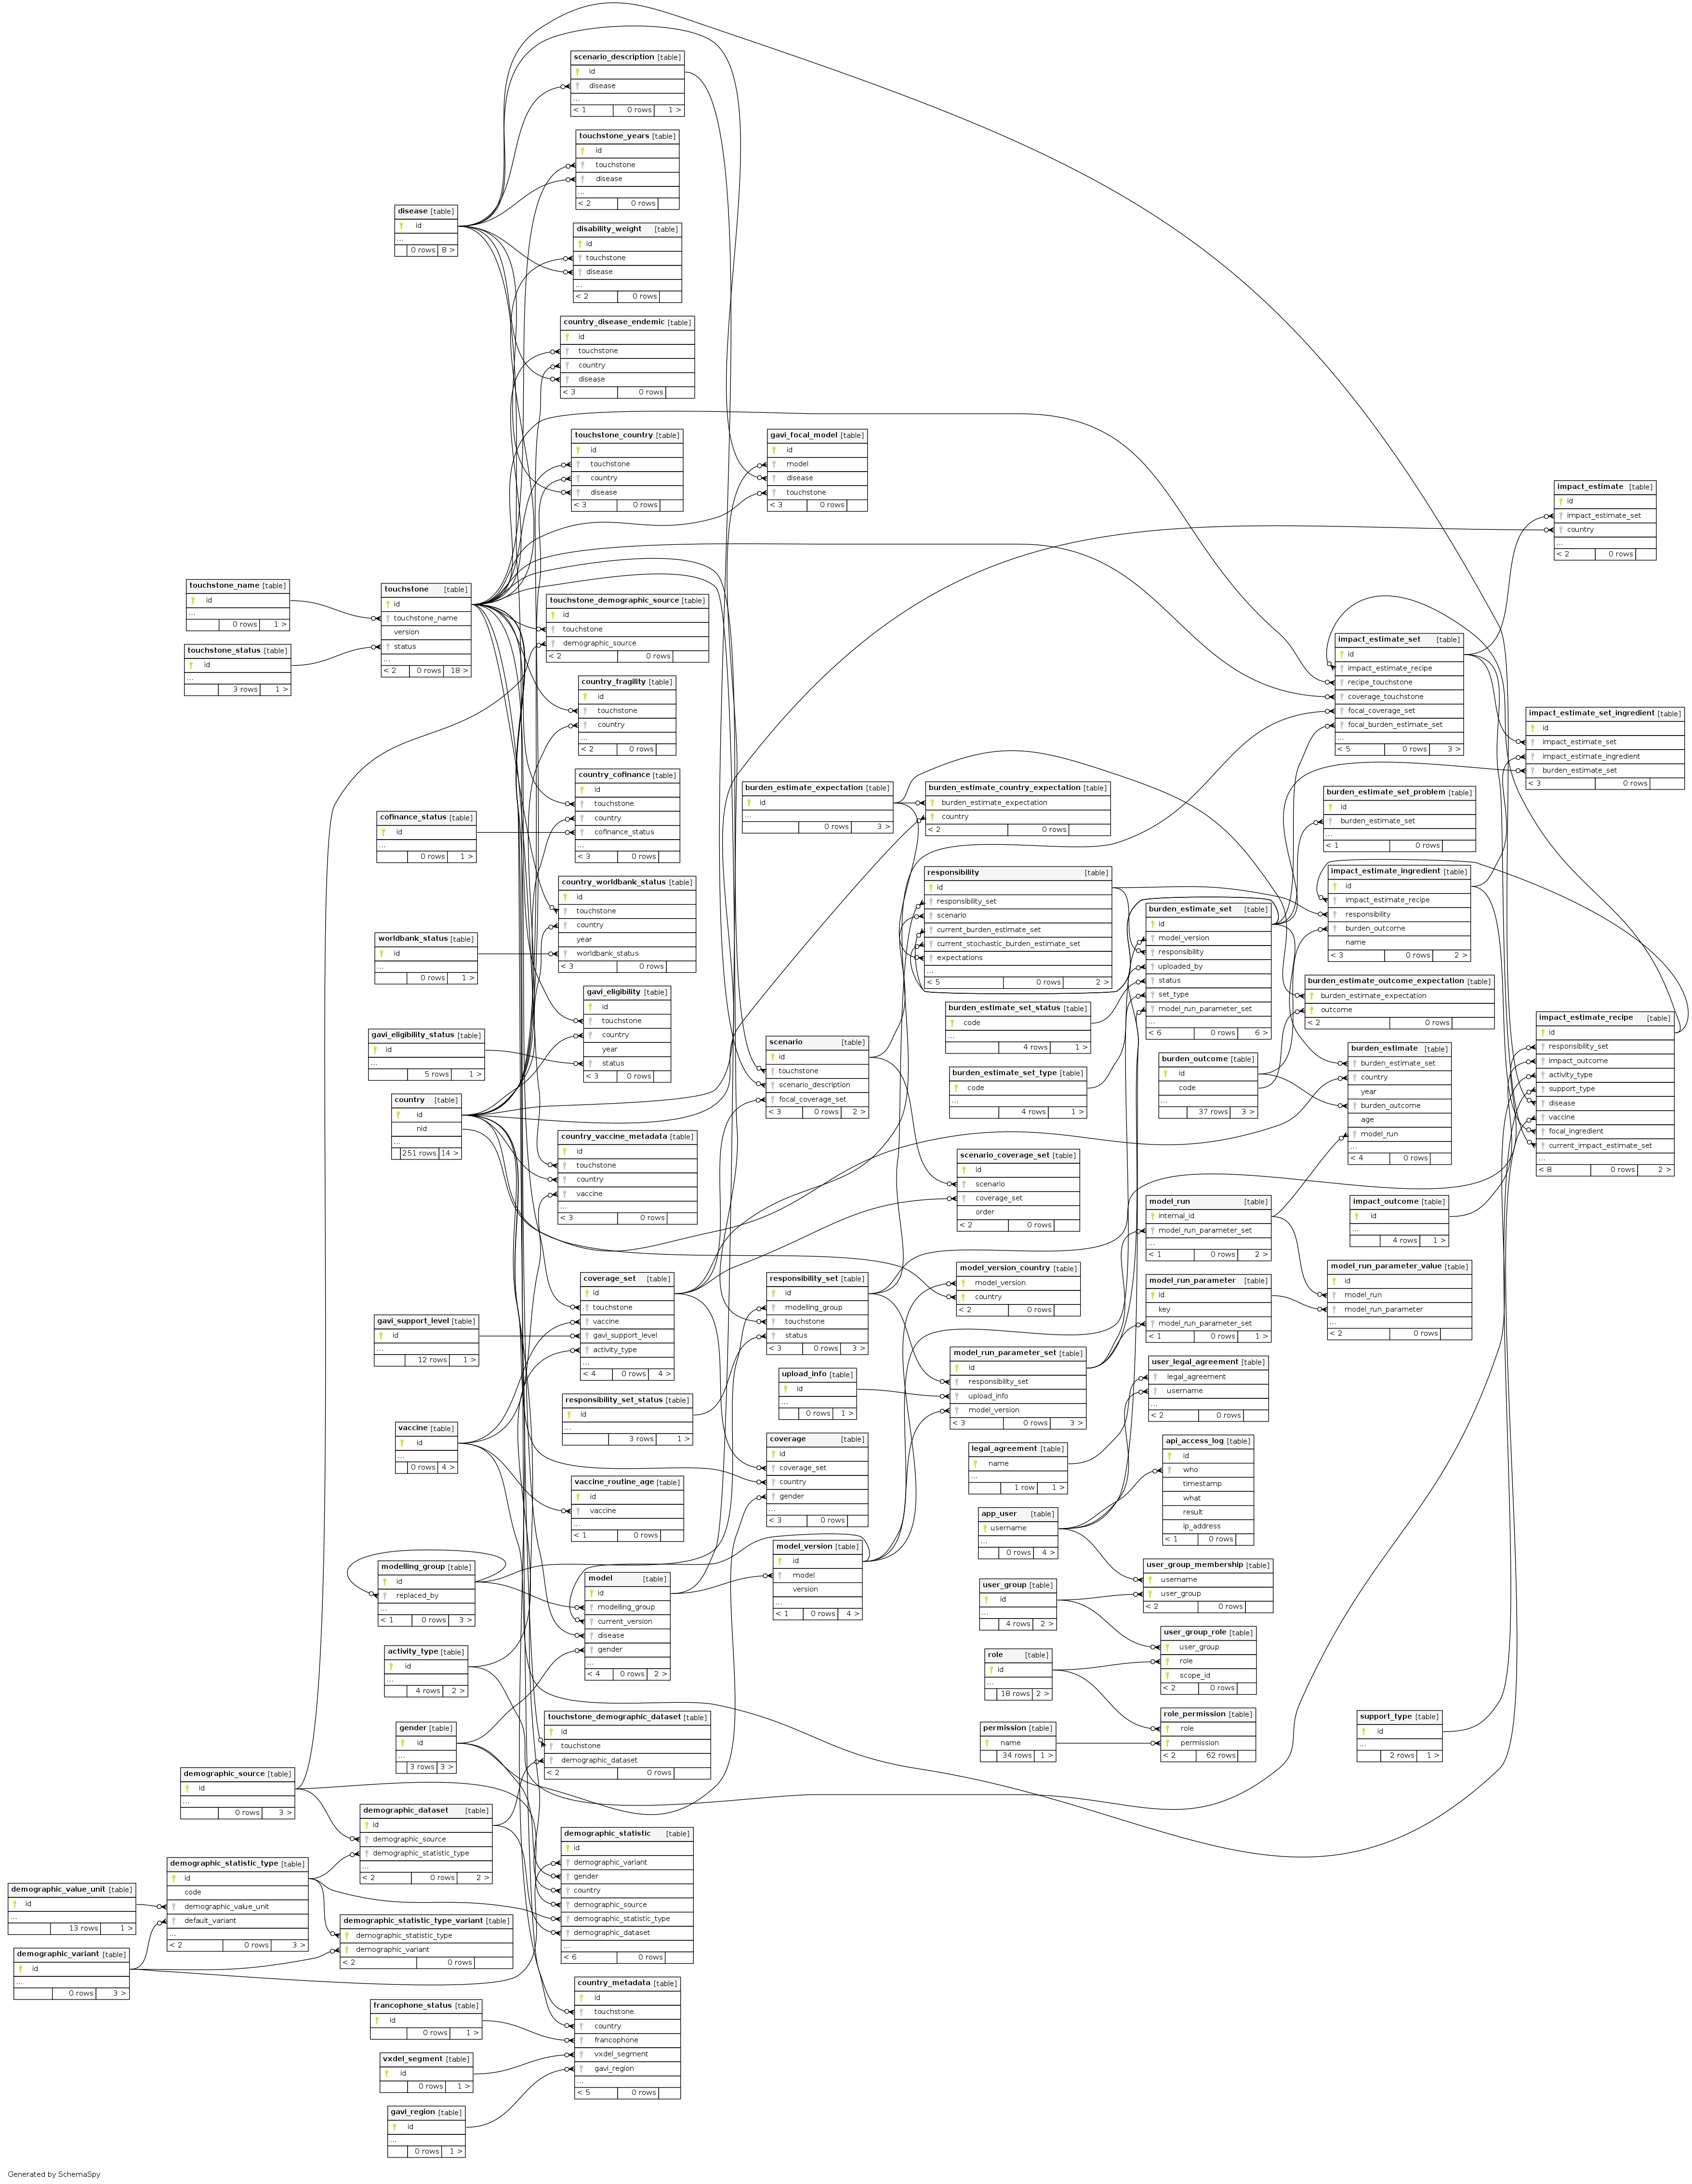 scenario_description [table]
id
disease
...
< 1 0 rows 1 >
touchstone_years [table]
id
touchstone
disease
...
< 2 0 rows
disease [table]
id
...
0 rows 8 >
disability_weight [table]
id
touchstone
disease
...
< 2 0 rows
country_disease_endemic [table]
id
touchstone
country
disease
< 3 0 rows
touchstone_country [table]
id
touchstone
country
disease
< 3 0 rows
gavi_focal_model [table]
id
model
disease
touchstone
< 3 0 rows
impact_estimate [table]
id
impact_estimate_set
country
...
< 2 0 rows
touchstone_name [table]
id
...
0 rows 1 >
touchstone_status [table]
id
...
3 rows 1 >
touchstone [table]
id
touchstone_name
version
status
...
< 2 0 rows 18 >
touchstone_demographic_source [table]
id
touchstone
demographic_source
< 2 0 rows
impact_estimate_set [table]
id
impact_estimate_recipe
recipe_touchstone
coverage_touchstone
focal_coverage_set
focal_burden_estimate_set
...
< 5 0 rows 3 >
country_fragility [table]
id
touchstone
country
...
< 2 0 rows
impact_estimate_set_ingredient [table]
id
impact_estimate_set
impact_estimate_ingredient
burden_estimate_set
< 3 0 rows
country_cofinance [table]
id
touchstone
country
cofinance_status
...
< 3 0 rows
cofinance_status [table]
id
...
0 rows 1 >
burden_estimate_expectation [table]
id
...
0 rows 3 >
burden_estimate_country_expectation [table]
burden_estimate_expectation
country
< 2 0 rows
burden_estimate_set_problem [table]
id
burden_estimate_set
...
< 1 0 rows
country_worldbank_status [table]
id
touchstone
country
year
worldbank_status
< 3 0 rows
worldbank_status [table]
id
...
0 rows 1 >
responsibility [table]
id
responsibility_set
scenario
current_burden_estimate_set
current_stochastic_burden_estimate_set
expectations
...
< 5 0 rows 2 >
burden_estimate_set [table]
id
model_version
responsibility
uploaded_by
status
set_type
model_run_parameter_set
...
< 6 0 rows 6 >
impact_estimate_ingredient [table]
id
impact_estimate_recipe
responsibility
burden_outcome
name
< 3 0 rows 2 >
burden_estimate_outcome_expectation [table]
burden_estimate_expectation
outcome
< 2 0 rows
gavi_eligibility [table]
id
touchstone
country
year
status
< 3 0 rows
gavi_eligibility_status [table]
id
...
5 rows 1 >
burden_estimate_set_status [table]
code
...
4 rows 1 >
burden_estimate_set_type [table]
code
...
4 rows 1 >
scenario [table]
id
touchstone
scenario_description
focal_coverage_set
< 3 0 rows 2 >
burden_outcome [table]
id
code
...
37 rows 3 >
burden_estimate [table]
burden_estimate_set
country
year
burden_outcome
age
model_run
...
< 4 0 rows
impact_estimate_recipe [table]
id
responsibility_set
impact_outcome
activity_type
support_type
disease
vaccine
focal_ingredient
current_impact_estimate_set
...
< 8 0 rows 2 >
country [table]
id
nid
...
251 rows 14 >
country_vaccine_metadata [table]
id
touchstone
country
vaccine
...
< 3 0 rows
scenario_coverage_set [table]
id
scenario
coverage_set
order
< 2 0 rows
model_run [table]
internal_id
model_run_parameter_set
...
< 1 0 rows 2 >
impact_outcome [table]
id
...
4 rows 1 >
coverage_set [table]
id
touchstone
vaccine
gavi_support_level
activity_type
...
< 4 0 rows 4 >
responsibility_set [table]
id
modelling_group
touchstone
status
< 3 0 rows 3 >
model_version_country [table]
model_version
country
< 2 0 rows
model_run_parameter [table]
id
key
model_run_parameter_set
< 1 0 rows 1 >
model_run_parameter_value [table]
id
model_run
model_run_parameter
...
< 2 0 rows
gavi_support_level [table]
id
...
12 rows 1 >
upload_info [table]
id
...
0 rows 1 >
model_run_parameter_set [table]
id
responsibility_set
upload_info
model_version
< 3 0 rows 3 >
user_legal_agreement [table]
legal_agreement
username
...
< 2 0 rows
responsibility_set_status [table]
id
...
3 rows 1 >
vaccine [table]
id
...
0 rows 4 >
coverage [table]
id
coverage_set
country
gender
...
< 3 0 rows
legal_agreement [table]
name
...
1 row 1 >
api_access_log [table]
id
who
timestamp
what
result
ip_address
< 1 0 rows
vaccine_routine_age [table]
id
vaccine
...
< 1 0 rows
app_user [table]
username
...
0 rows 4 >
model_version [table]
id
model
version
...
< 1 0 rows 4 >
modelling_group [table]
id
replaced_by
...
< 1 0 rows 3 >
model [table]
id
modelling_group
current_version
disease
gender
...
< 4 0 rows 2 >
user_group_membership [table]
username
user_group
< 2 0 rows
user_group [table]
id
...
4 rows 2 >
user_group_role [table]
user_group
role
scope_id
< 2 0 rows
activity_type [table]
id
...
4 rows 2 >
role [table]
id
...
18 rows 2 >
role_permission [table]
role
permission
< 2 62 rows
permission [table]
name
...
34 rows 1 >
support_type [table]
id
...
2 rows 1 >
gender [table]
id
...
3 rows 3 >
touchstone_demographic_dataset [table]
id
touchstone
demographic_dataset
< 2 0 rows
demographic_source [table]
id
...
0 rows 3 >
demographic_dataset [table]
id
demographic_source
demographic_statistic_type
...
< 2 0 rows 2 >
demographic_statistic [table]
id
demographic_variant
gender
country
demographic_source
demographic_statistic_type
demographic_dataset
...
< 6 0 rows
demographic_statistic_type [table]
id
code
demographic_value_unit
default_variant
...
< 2 0 rows 3 >
demographic_value_unit [table]
id
...
13 rows 1 >
demographic_statistic_type_variant [table]
demographic_statistic_type
demographic_variant
< 2 0 rows
demographic_variant [table]
id
...
0 rows 3 >
country_metadata [table]
id
touchstone
country
francophone
vxdel_segment
gavi_region
...
< 5 0 rows
francophone_status [table]
id
...
0 rows 1 >
vxdel_segment [table]
id
...
0 rows 1 >
gavi_region [table]
id
...
0 rows 1 >
Generated by SchemaSpy